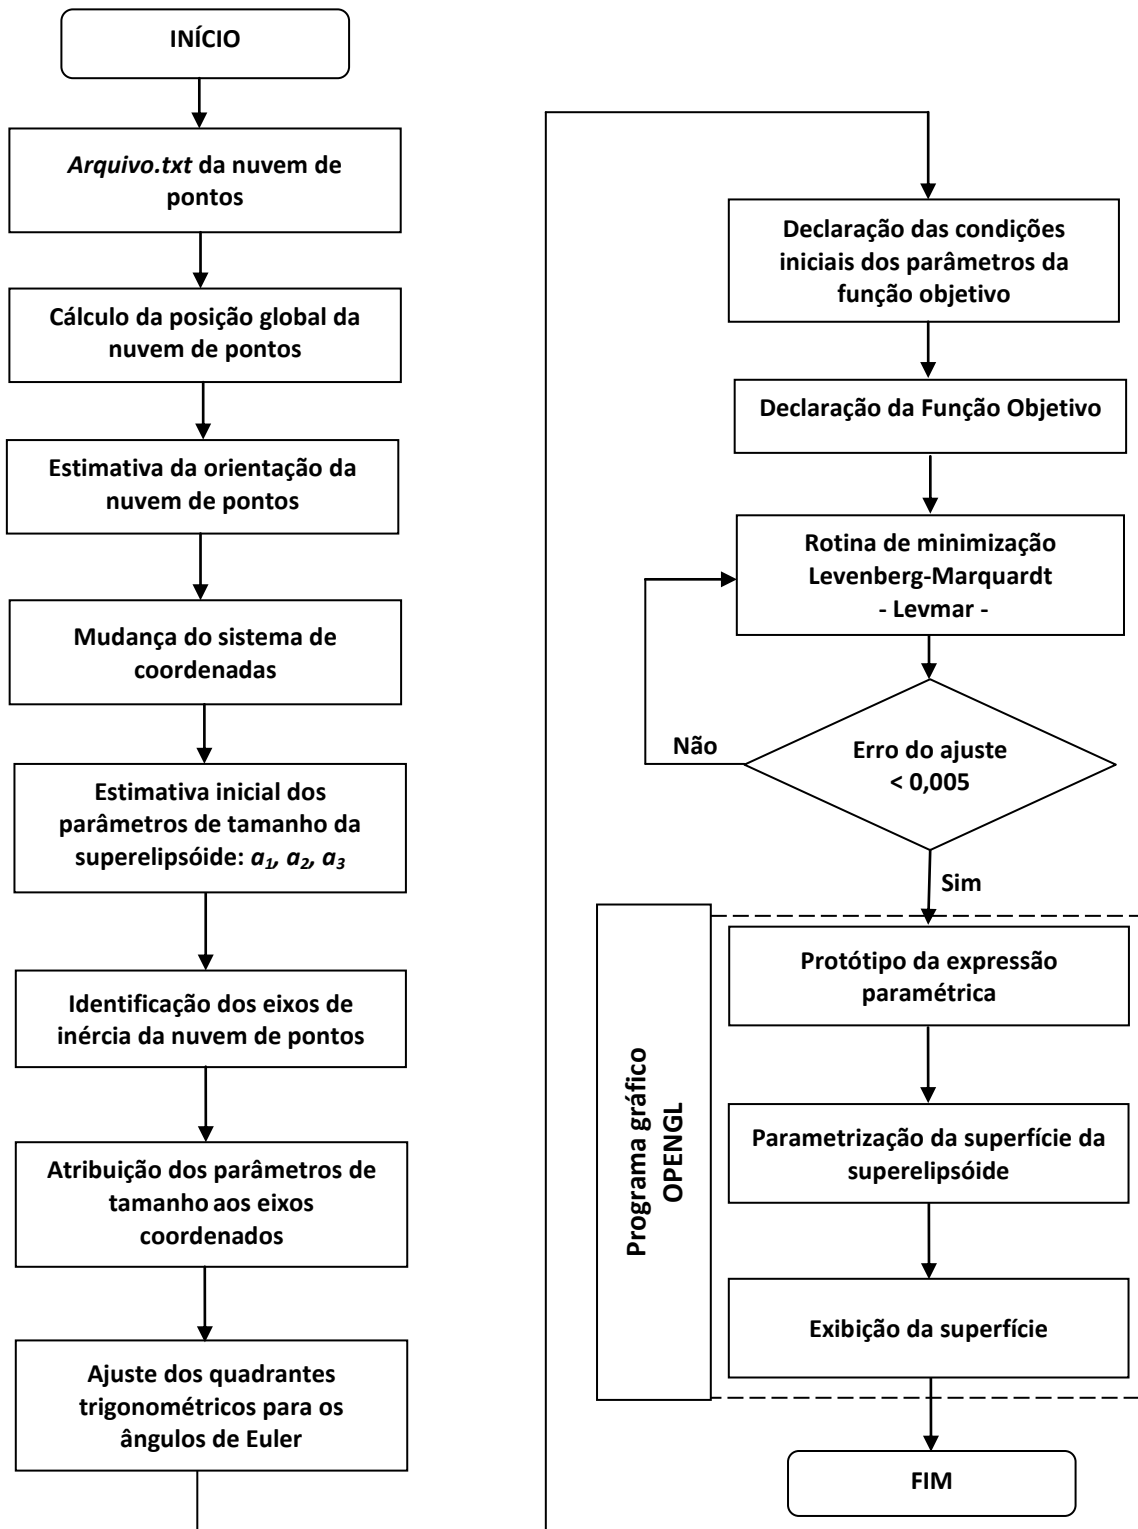 INÍCIO
Arquivo.txt da nuvem de
pontos
Cálculo da posição global da
nuvem de pontos
Estimativa da orientação da
nuvem de pontos
Mudança do sistema de
coordenadas
Estimativa inicial dos
parâmetros de tamanho da
superelipsóide: a₁, a₂, a₃
Identificação dos eixos de
inércia da nuvem de pontos
Atribuição dos parâmetros de
tamanho aos eixos
coordenados
Ajuste dos quadrantes
trigonométricos para os
ângulos de Euler
Declaração das condições
iniciais dos parâmetros da
função objetivo
Declaração da Função Objetivo
Rotina de minimização
Levenberg-Marquardt
- Levmar -
Erro do ajuste
< 0,005
Não
Sim
Programa gráfico
OPENGL
Protótipo da expressão
paramétrica
Parametrização da superfície da
superelipsóide
Exibição da superfície
FIM